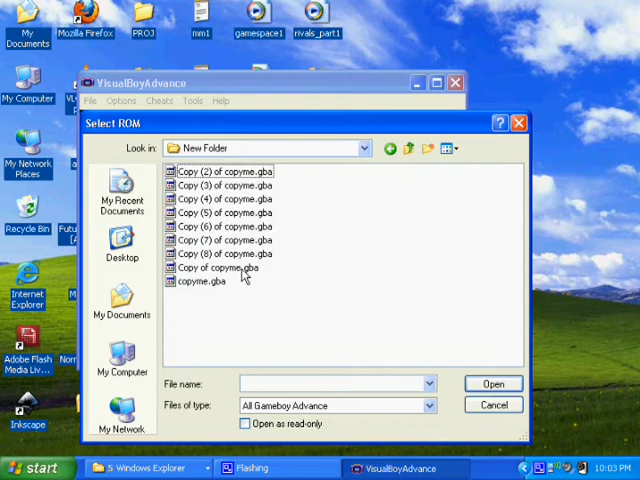 My Documents
Mozilla Firefox
PROJ
mm1
gamespace1
rivals_part1
My Computer
My Network Places
Recycle Bin
Internet Explorer
Adobe Flash Media Liv...
Inkscape
VisualBoyAdvance
File Options Cheats Tools Help
Select ROM
Look in: New Folder
My Recent Documents
Desktop
My Documents
My Computer
My Network
Copy (2) of copyme.gba
Copy (3) of copyme.gba
Copy (4) of copyme.gba
Copy (5) of copyme.gba
Copy (6) of copyme.gba
Copy (7) of copyme.gba
Copy (8) of copyme.gba
Copy of copyme.gba
copyme.gba
File name:
Open
Files of type: All Gameboy Advance
Cancel
Open as read-only
start
5 Windows Explorer
Flashing
VisualBoyAdvance
10:03 PM